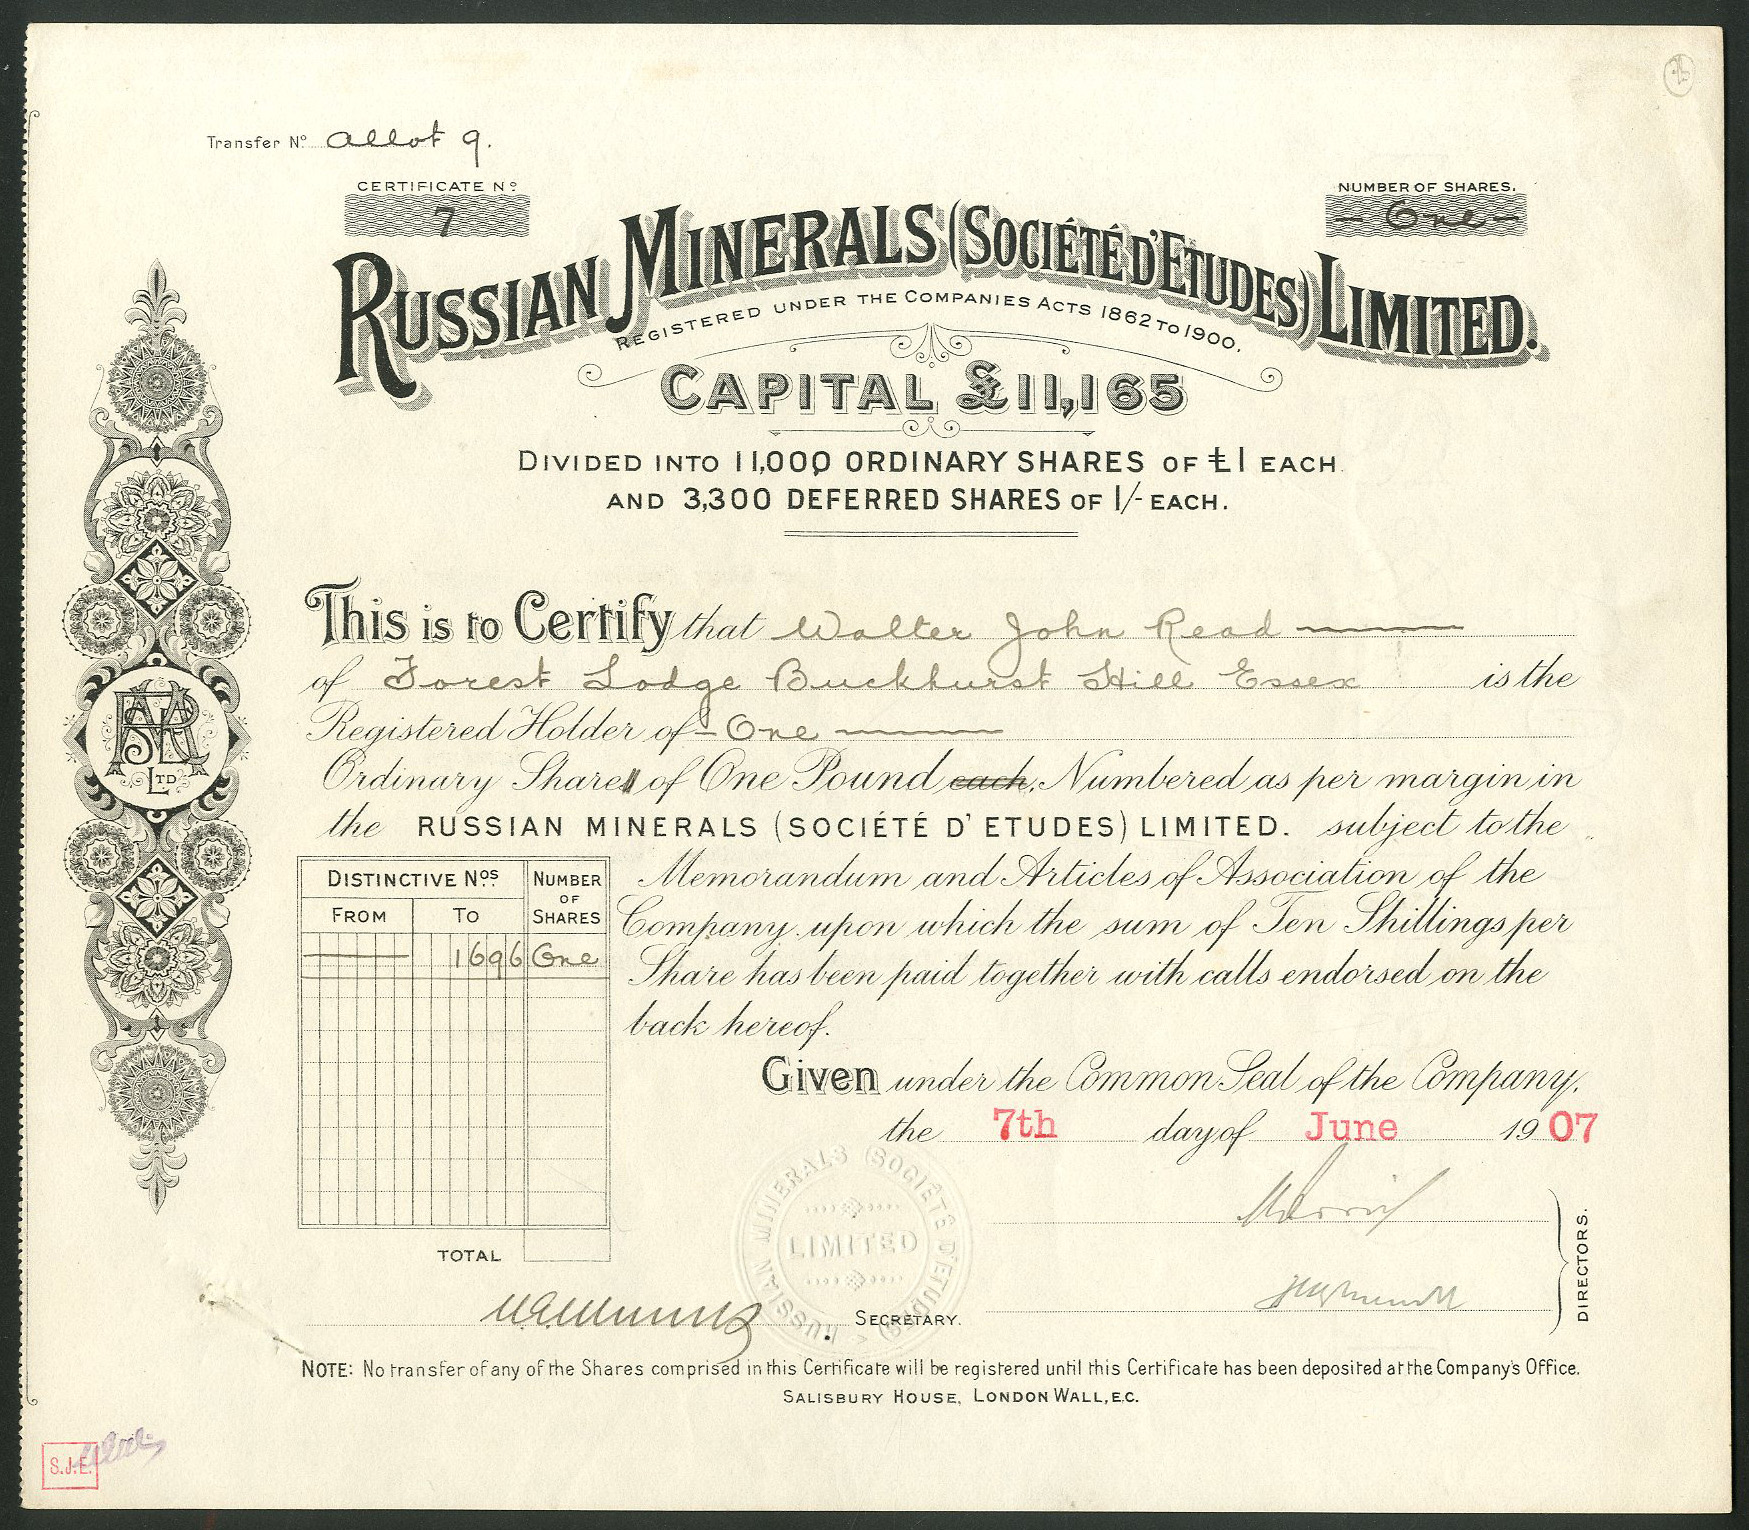 Transfer Nº allot 9.
CERTIFICATE Nº
7
NUMBER OF SHARES.
— One —
RUSSIAN MINERALS (SOCIÉTÉ D'ETUDES) LIMITED.
REGISTERED UNDER THE COMPANIES ACTS 1862 TO 1900.
CAPITAL £11,165
DIVIDED INTO 11,000 ORDINARY SHARES OF £1 EACH
AND 3,300 DEFERRED SHARES OF 1/- EACH.
This is to Certify that Walter John Read
of Forest Lodge Buckhurst Hill Essex is the
Registered Holder of - One
Ordinary Share of One Pound each, Numbered as per margin in
the RUSSIAN MINERALS (SOCIÉTÉ D' ETUDES) LIMITED. subject to the
Memorandum and Articles of Association of the
Company upon which the sum of Ten Shillings per
Share has been paid together with calls endorsed on the
back hereof.
DISTINCTIVE Nos NUMBER OF SHARES
FROM TO
1696 One
TOTAL
LTD
Given under the Common Seal of the Company,
the 7th day of June 1907
RUSSIAN MINERALS (SOCIÉTÉ D'ETUDES)
LIMITED
DIRECTORS.
SECRETARY.
NOTE: No transfer of any of the Shares comprised in this Certificate will be registered until this Certificate has been deposited at the Company's Office.
SALISBURY HOUSE, LONDON WALL, E.C.
S.J.E.